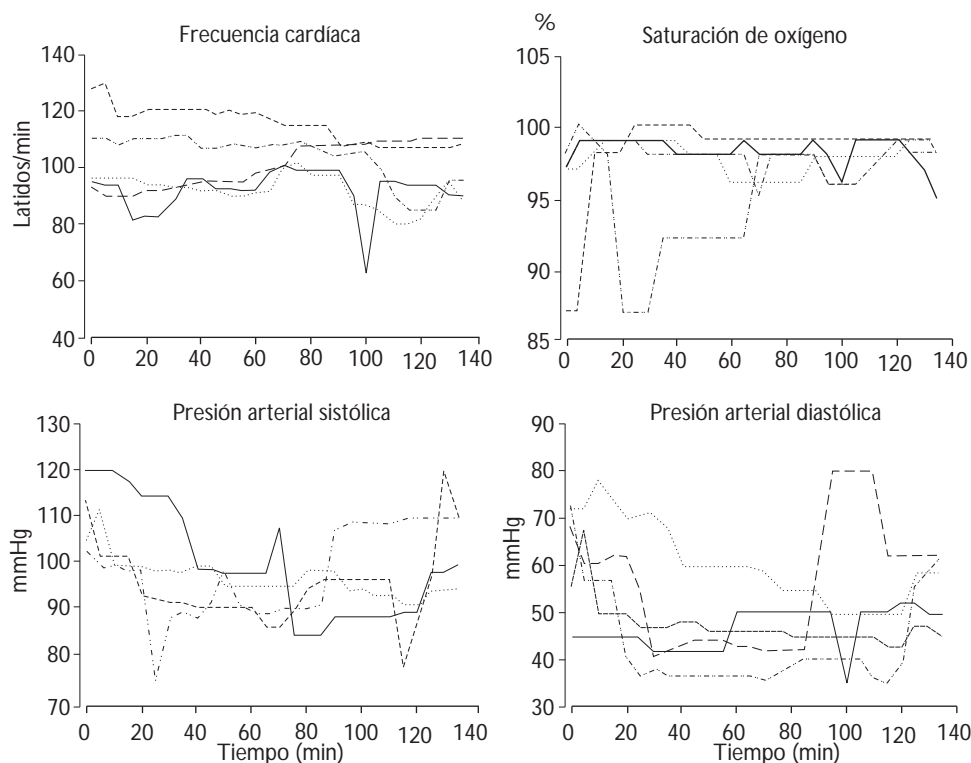 Frecuencia cardíaca
Latidos/min
140
120
100
80
60
40
0 20 40 60 80 100 120 140
%
Saturación de oxígeno
105
100
95
90
85
0 20 40 60 80 100 120 140
Presión arterial sistólica
mmHg
130
120
110
100
90
80
70
0 20 40 60 80 100 120 140
Tiempo (min)
Presión arterial diastólica
mmHg
90
80
70
60
50
40
30
0 20 40 60 80 100 120 140
Tiempo (min)